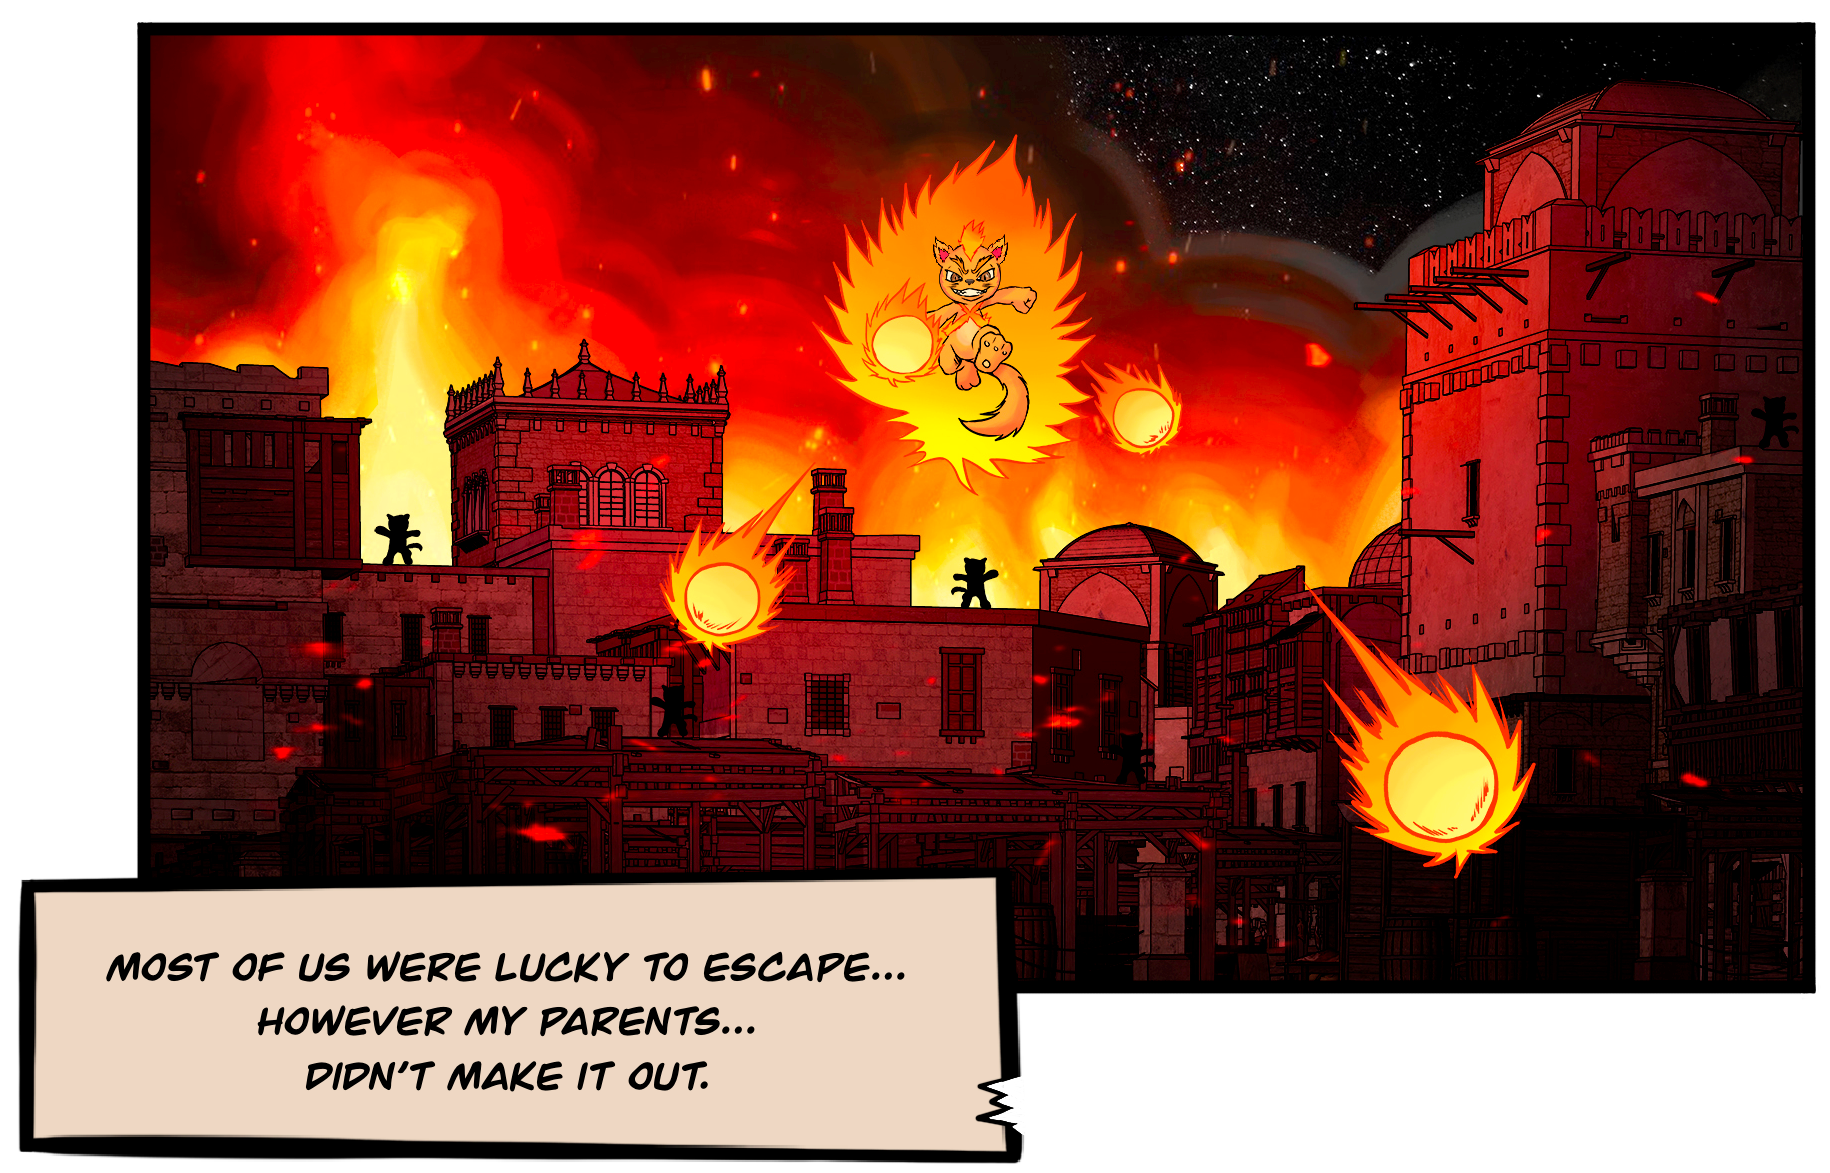 MOST OF US WERE LUCKY TO ESCAPE...
HOWEVER MY PARENTS...
DIDN'T MAKE IT OUT.